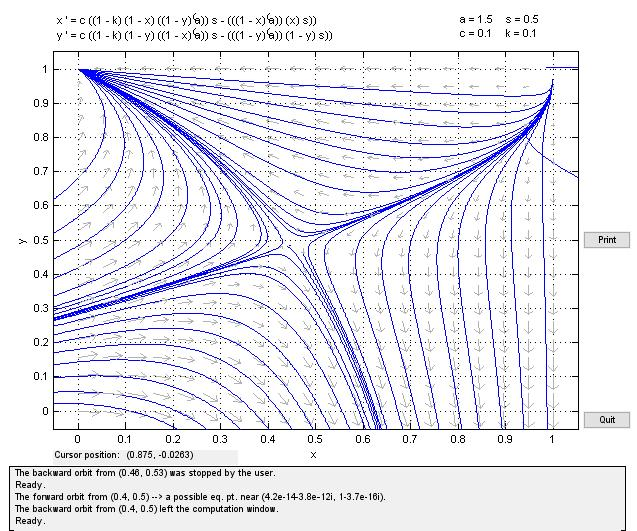 x ' = c ((1 - k) (1 - x) ((1 - y)^(a)) s - (((1 - x)^(a)) (x) s))
y ' = c ((1 - k) (1 - y) ((1 - x)^(a)) s - (((1 - y)^(a)) (1 - y) s))
a = 1.5 s = 0.5
c = 0.1 k = 0.1
1
0.9
0.8
0.7
0.6
0.5
0.4
0.3
0.2
0.1
0
y
0 0.1 0.2 0.3 0.4 0.5 0.6 0.7 0.8 0.9 1
x
Print
Quit
Cursor position: (0.875, -0.0263)
The backward orbit from (0.46, 0.53) was stopped by the user.
Ready.
The forward orbit from (0.4, 0.5) --> a possible eq. pt. near (4.2e-14-3.8e-12i, 1-3.7e-16i).
The backward orbit from (0.4, 0.5) left the computation window.
Ready.